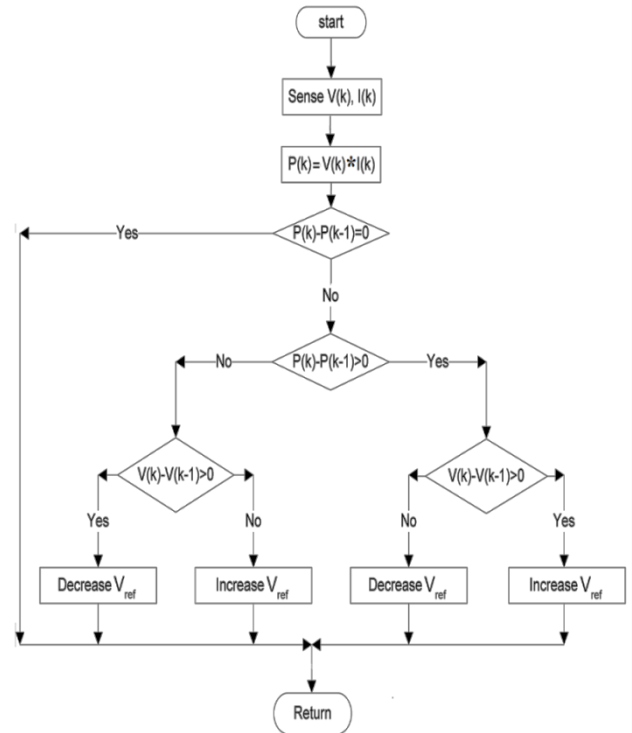 start
Sense V(k), I(k)
P(k)=V(k)*I(k)
P(k)-P(k-1)=0
Yes
No
P(k)-P(k-1)>0
No
Yes
V(k)-V(k-1)>0
V(k)-V(k-1)>0
Yes
No
No
Yes
Decrease Vref
Increase Vref
Decrease Vref
Increase Vref
Return